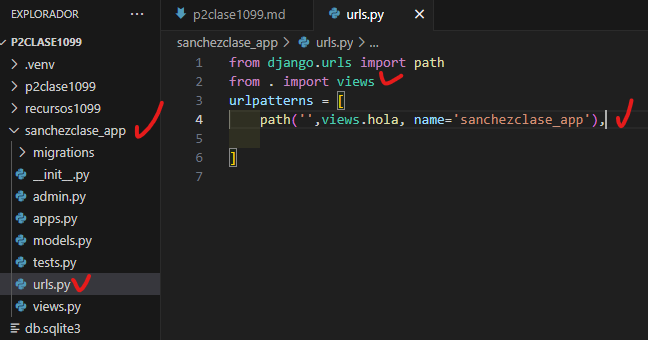 EXPLORADOR
P2CLASE1099
.venv
p2clase1099
recursos1099
sanchezclase_app
migrations
__init__.py
admin.py
apps.py
models.py
tests.py
urls.py
views.py
db.sqlite3
p2clase1099.md
urls.py
sanchezclase_app > urls.py > ...
1 from django.urls import path
2 from . import views
3 urlpatterns = [
4 path('',views.hola, name='sanchezclase_app'),
5
6 ]
7